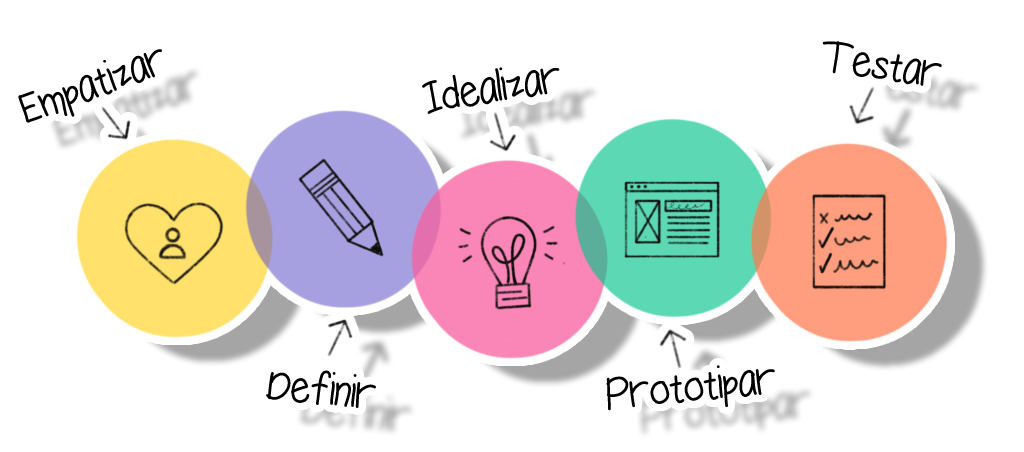 Empatizar
Definir
Idealizar
Prototipar
Testar